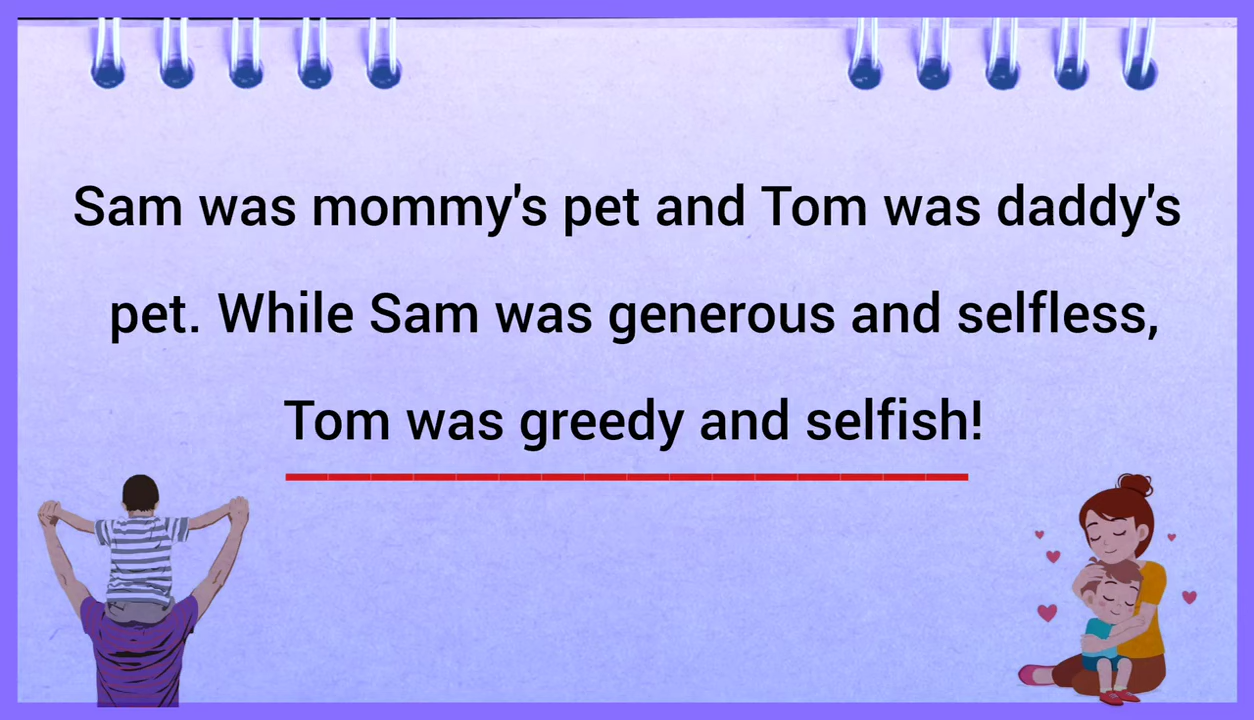 Sam was mommy's pet and Tom was daddy's
pet. While Sam was generous and selfless,
Tom was greedy and selfish!